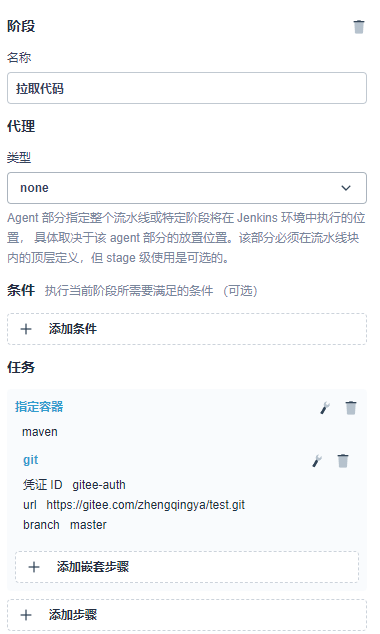 阶段
名称
拉取代码
代理
类型
none
Agent 部分指定整个流水线或特定阶段将在 Jenkins 环境中执行的位
置， 具体取决于该 agent 部分的放置位置。该部分必须在流水线块
内的顶层定义，但 stage 级使用是可选的。
条件 执行当前阶段所需要满足的条件 （可选）
添加条件
任务
指定容器
maven
git
凭证 ID gitee-auth
url https://gitee.com/zhengqingya/test.git
branch master
添加嵌套步骤
添加步骤